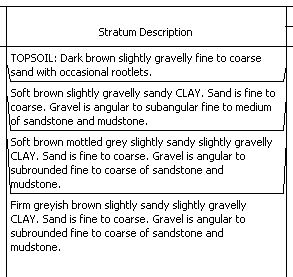 Stratum Description
TOPSOIL: Dark brown slightly gravelly fine to coarse
sand with occasional rootlets.
Soft brown slightly gravelly sandy CLAY. Sand is fine to
coarse. Gravel is angular to subangular fine to medium
of sandstone and mudstone.
Soft brown mottled grey slightly sandy slightly gravelly
CLAY. Sand is fine to coarse. Gravel is angular to
subrounded fine to coarse of sandstone and
mudstone.
Firm greyish brown slightly sandy slightly gravelly
CLAY. Sand is fine to coarse. Gravel is angular to
subrounded fine to coarse of sandstone and
mudstone.